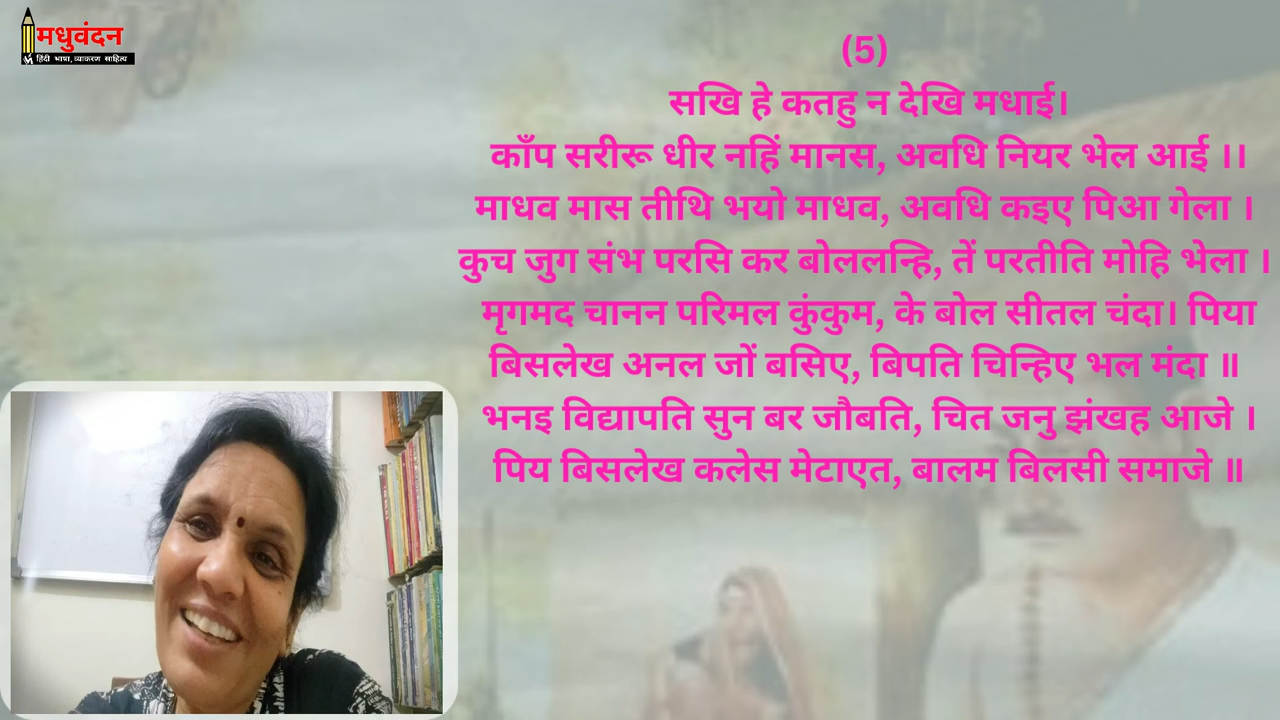 मधुवंदन
हिंदी भाषा, व्याकरण साहित्य
(5)
सखि हे कतहु न देखि मधाई।
काँप सरीरू धीर नहिं मानस, अवधि नियर भेल आई ।।
माधव मास तीथि भयो माधव, अवधि कइए पिआ गेला ।
कुच जुग संभ परसि कर बोललन्हि, तें परतीति मोहि भेला ।
मृगमद चानन परिमल कुंकुम, के बोल सीतल चंदा। पिया
बिसलेख अनल जों बसिए, बिपति चिन्हिए भल मंदा ॥
भनइ विद्यापति सुन बर जौबति, चित जनु झंखह आजे ।
पिय बिसलेख कलेस मेटाएत, बालम बिलसी समाजे ॥